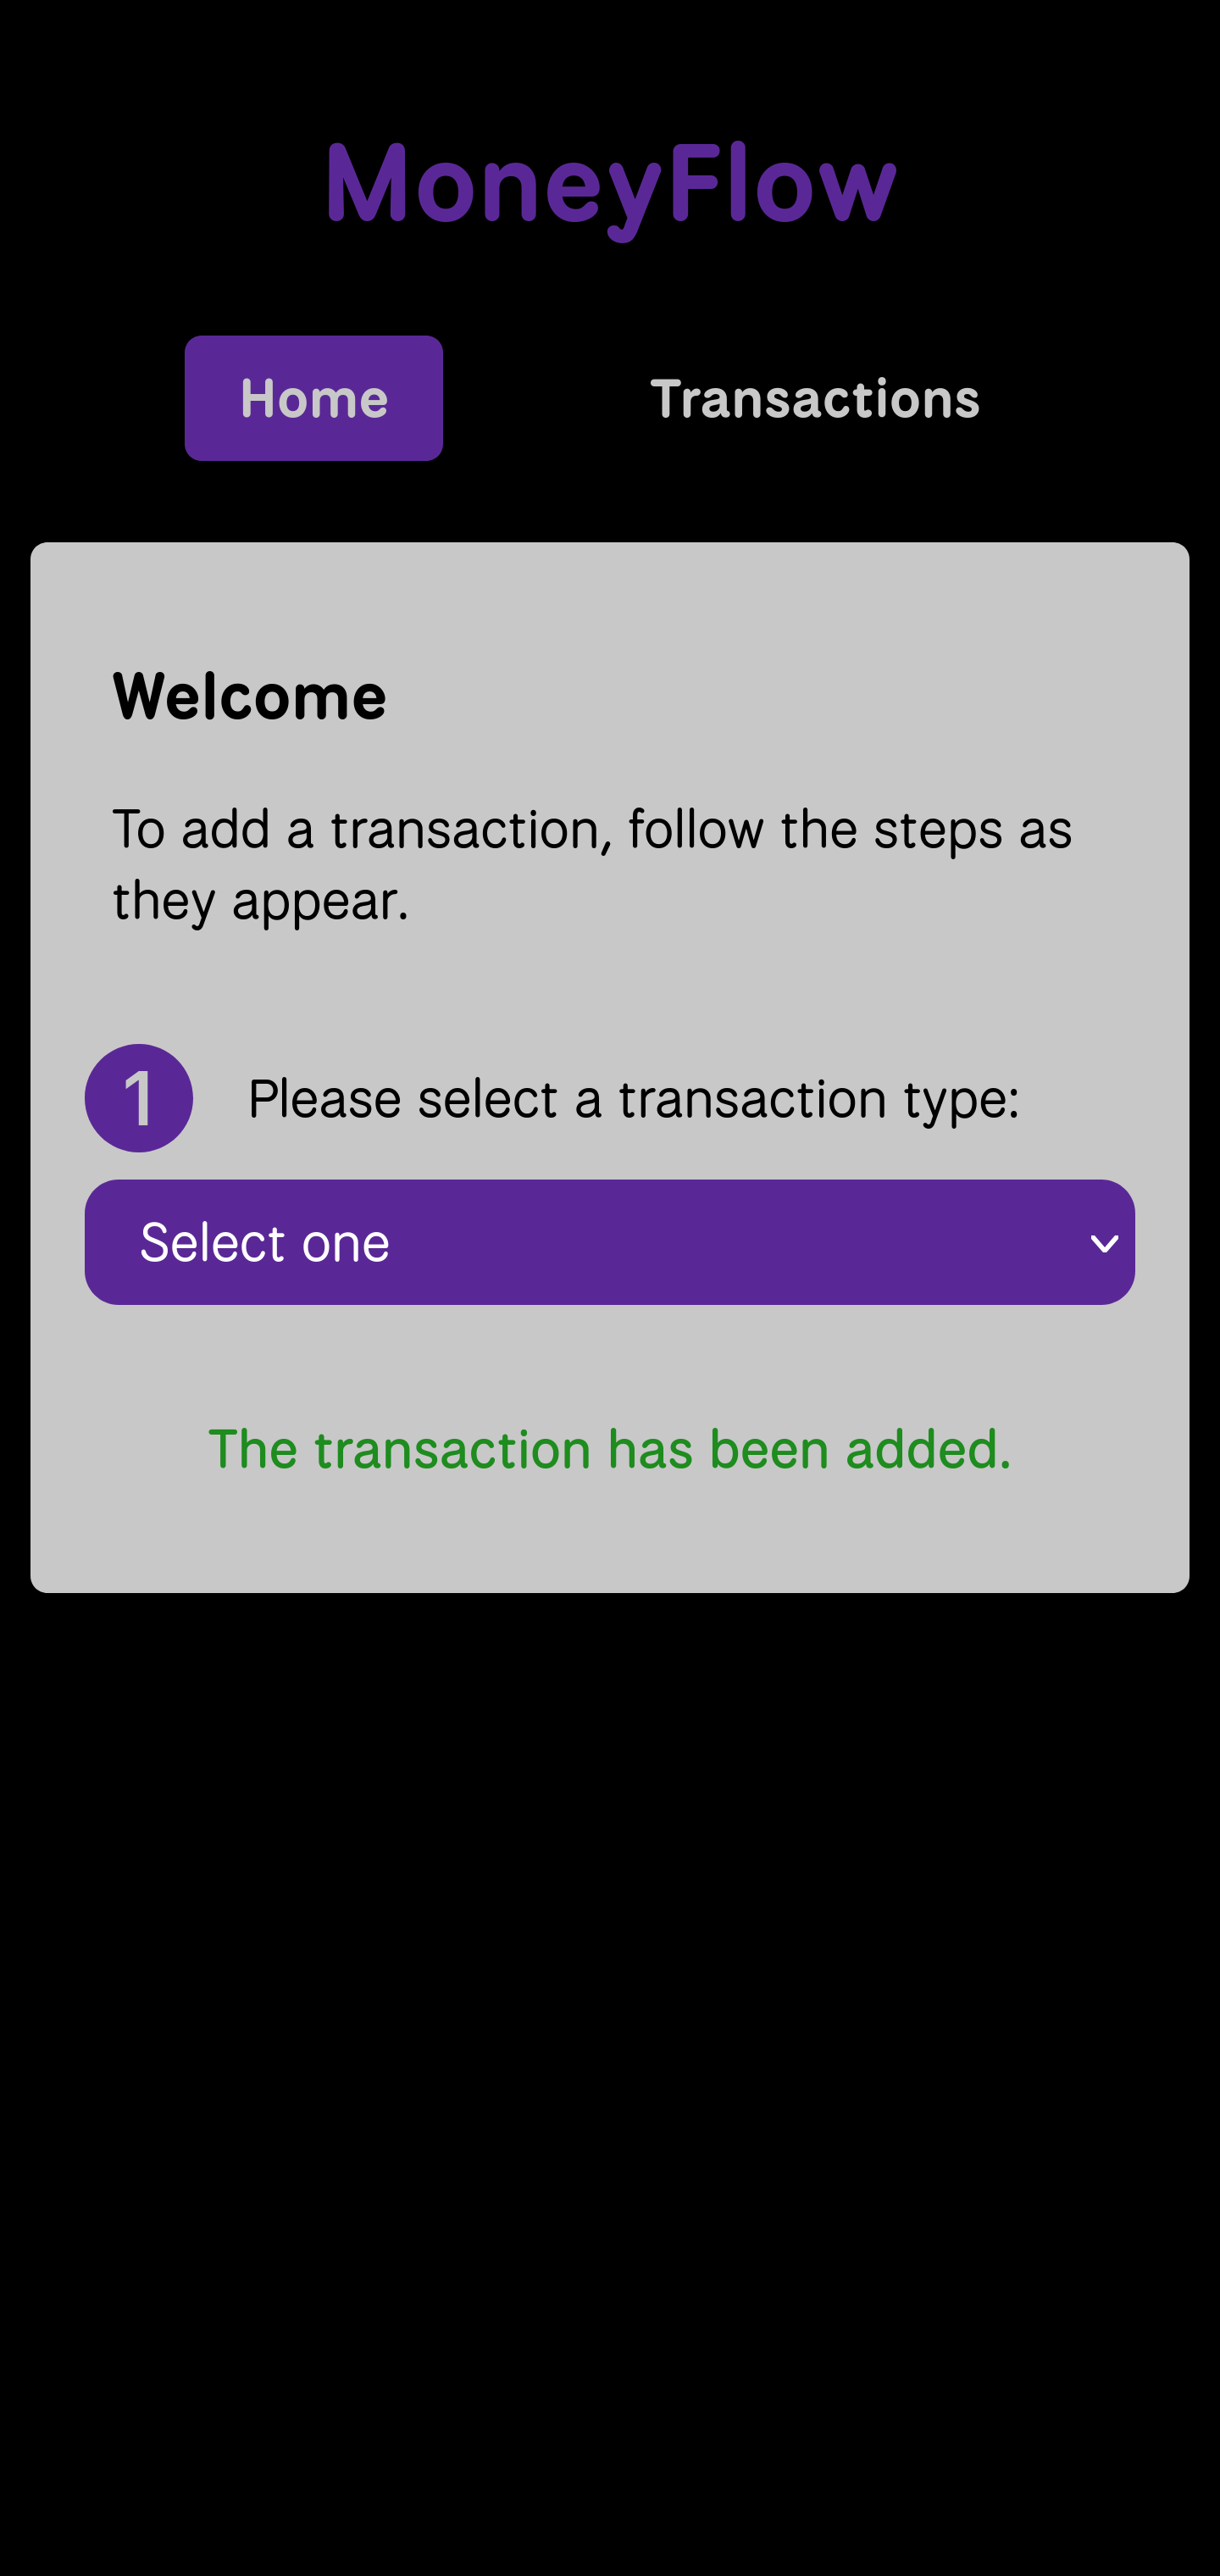 MoneyFlow
Home
Transactions
Welcome
To add a transaction, follow the steps as
they appear.
1
Please select a transaction type:
Select one
The transaction has been added.